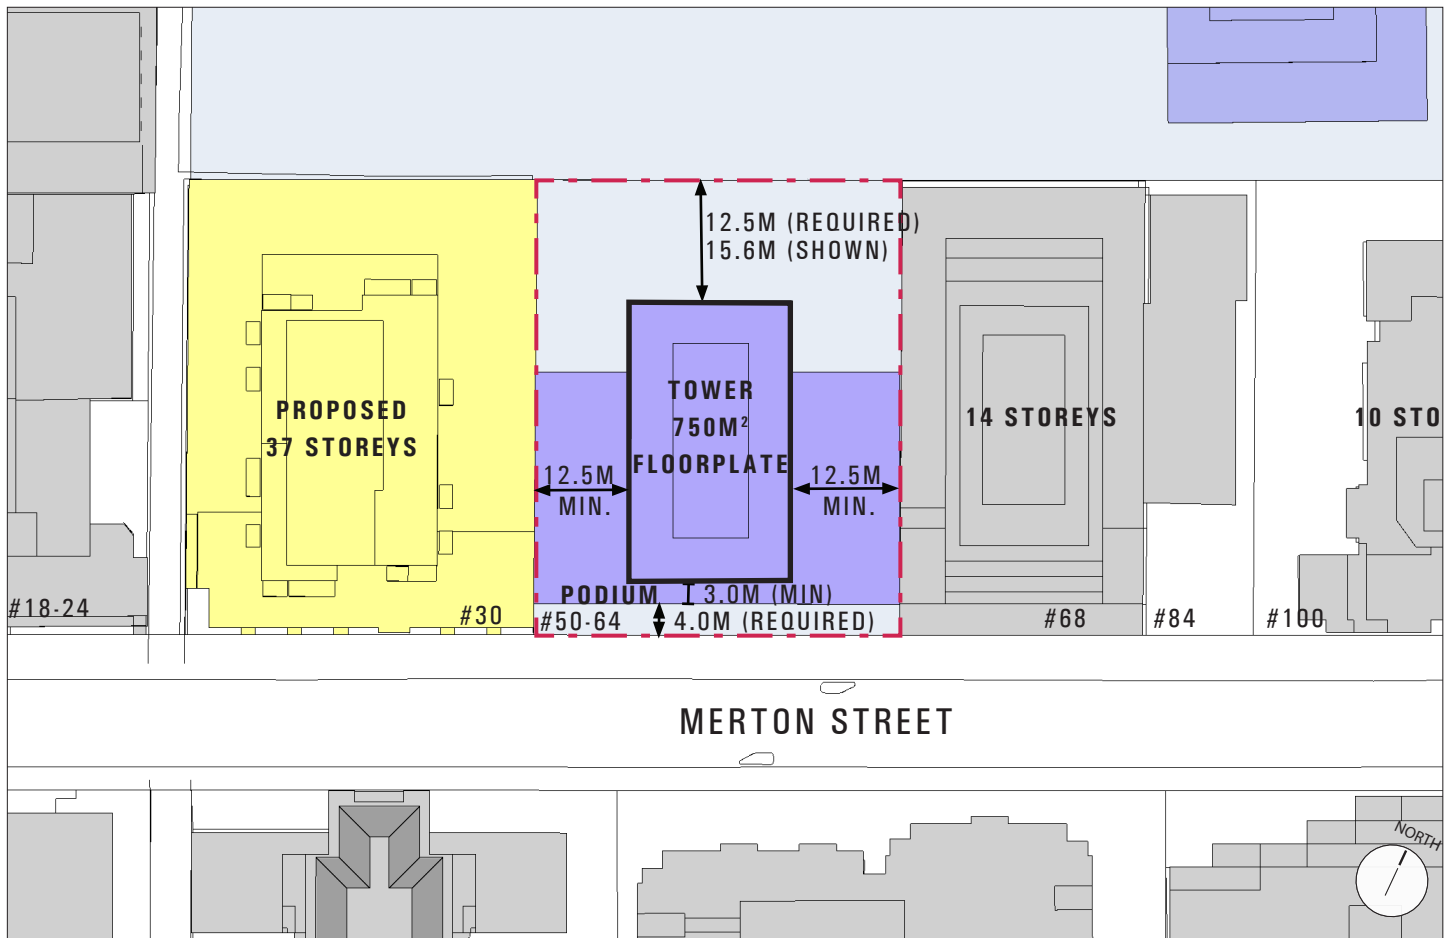 12.5M (REQUIRED)
15.6M (SHOWN)
PROPOSED
37 STOREYS
TOWER
750M²
FLOORPLATE
12.5M
MIN.
12.5M
MIN.
14 STOREYS
10 STO
PODIUM
3.0M (MIN)
4.0M (REQUIRED)
#18-24
#30
#50-64
#68
#84
#100
MERTON STREET
NORTH